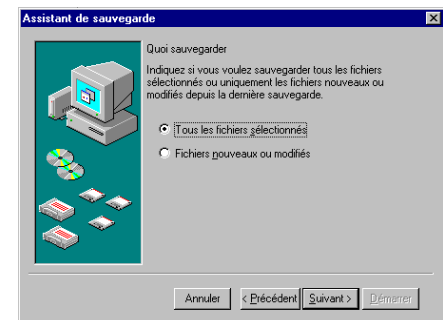 Assistant de sauvegarde
Quoi sauvegarder
Indiquez si vous voulez sauvegarder tous les fichiers
sélectionnés ou uniquement les fichiers nouveaux ou
modifiés depuis la dernière sauvegarde.
Tous les fichiers sélectionnés
Fichiers nouveaux ou modifiés
Annuler
< Précédent
Suivant >
Démarrer